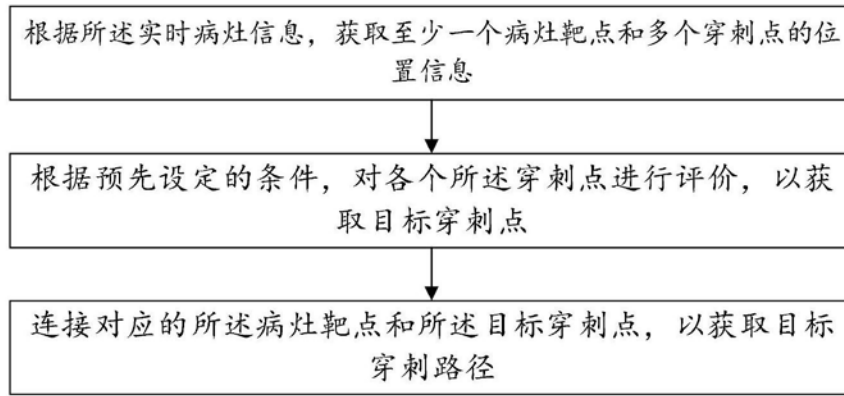 根据所述实时病灶信息，获取至少一个病灶靶点和多个穿刺点的位
置信息
根据预先设定的条件，对各个所述穿刺点进行评价，以获
取目标穿刺点
连接对应的所述病灶靶点和所述目标穿刺点，以获取目标
穿刺路径